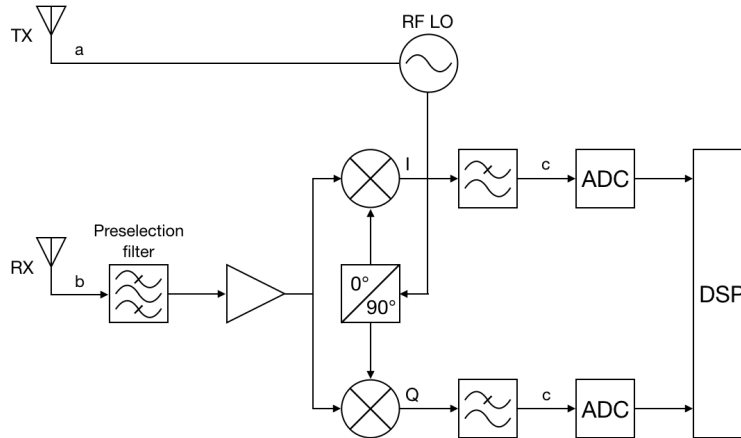 RF LO
TX
a
I
c
ADC
Preselection
filter
RX
b
0°
90°
DSP
Q
c
ADC